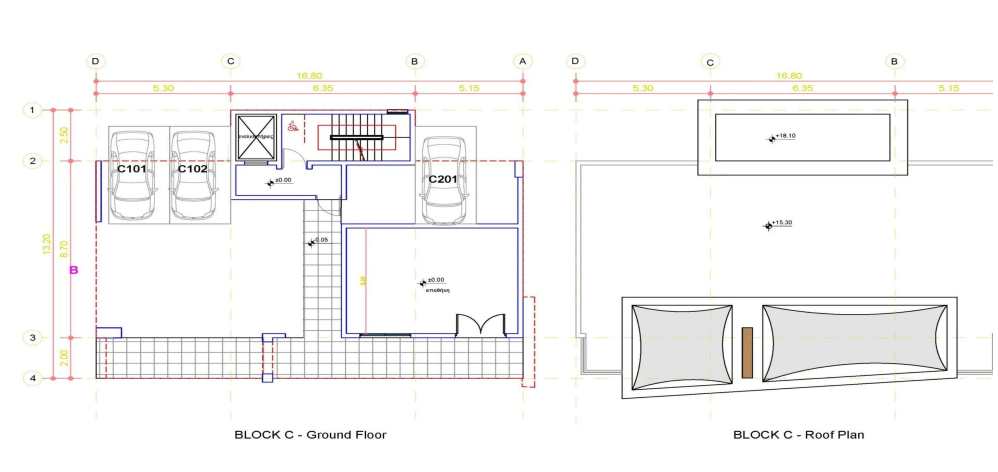 D
C
B
A
D
C
B
16.80
16.80
5.30
6.35
5.15
5.30
6.35
5.15
1
2
3
4
2.50
8.70
2.00
13.20
B
C101
C102
C201
±0.00
-0.05
±0.00
αποθήκη
+18.10
+15.30
BLOCK C - Ground Floor
BLOCK C - Roof Plan